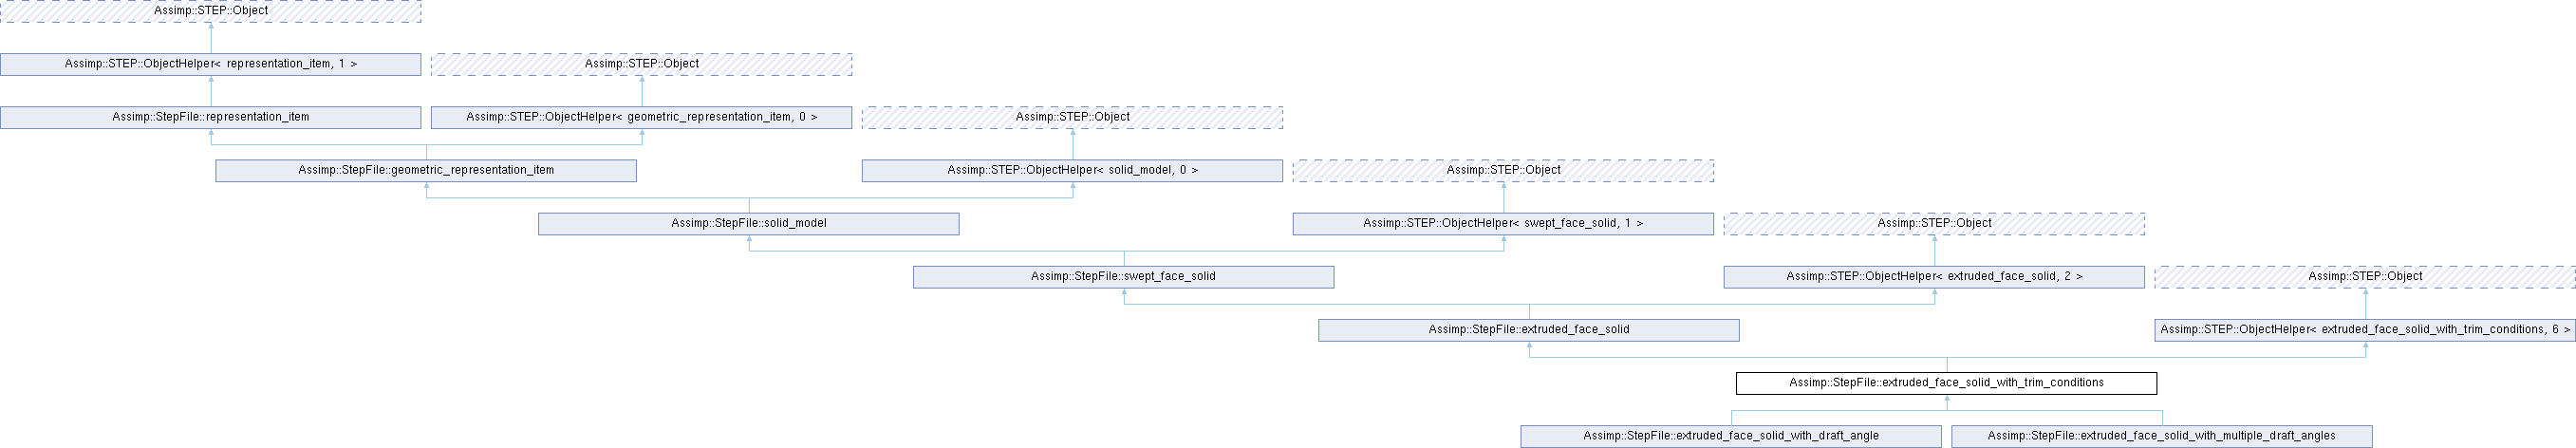 Assimp::STEP::Object
Assimp::STEP::ObjectHelper< representation_item, 1 >
Assimp::STEP::Object
Assimp::StepFile::representation_item
Assimp::STEP::ObjectHelper< geometric_representation_item, 0 >
Assimp::STEP::Object
Assimp::StepFile::geometric_representation_item
Assimp::STEP::ObjectHelper< solid_model, 0 >
Assimp::STEP::Object
Assimp::StepFile::solid_model
Assimp::STEP::ObjectHelper< swept_face_solid, 1 >
Assimp::STEP::Object
Assimp::StepFile::swept_face_solid
Assimp::STEP::ObjectHelper< extruded_face_solid, 2 >
Assimp::STEP::Object
Assimp::StepFile::extruded_face_solid
Assimp::STEP::ObjectHelper< extruded_face_solid_with_trim_conditions, 6 >
Assimp::StepFile::extruded_face_solid_with_trim_conditions
Assimp::StepFile::extruded_face_solid_with_draft_angle
Assimp::StepFile::extruded_face_solid_with_multiple_draft_angles